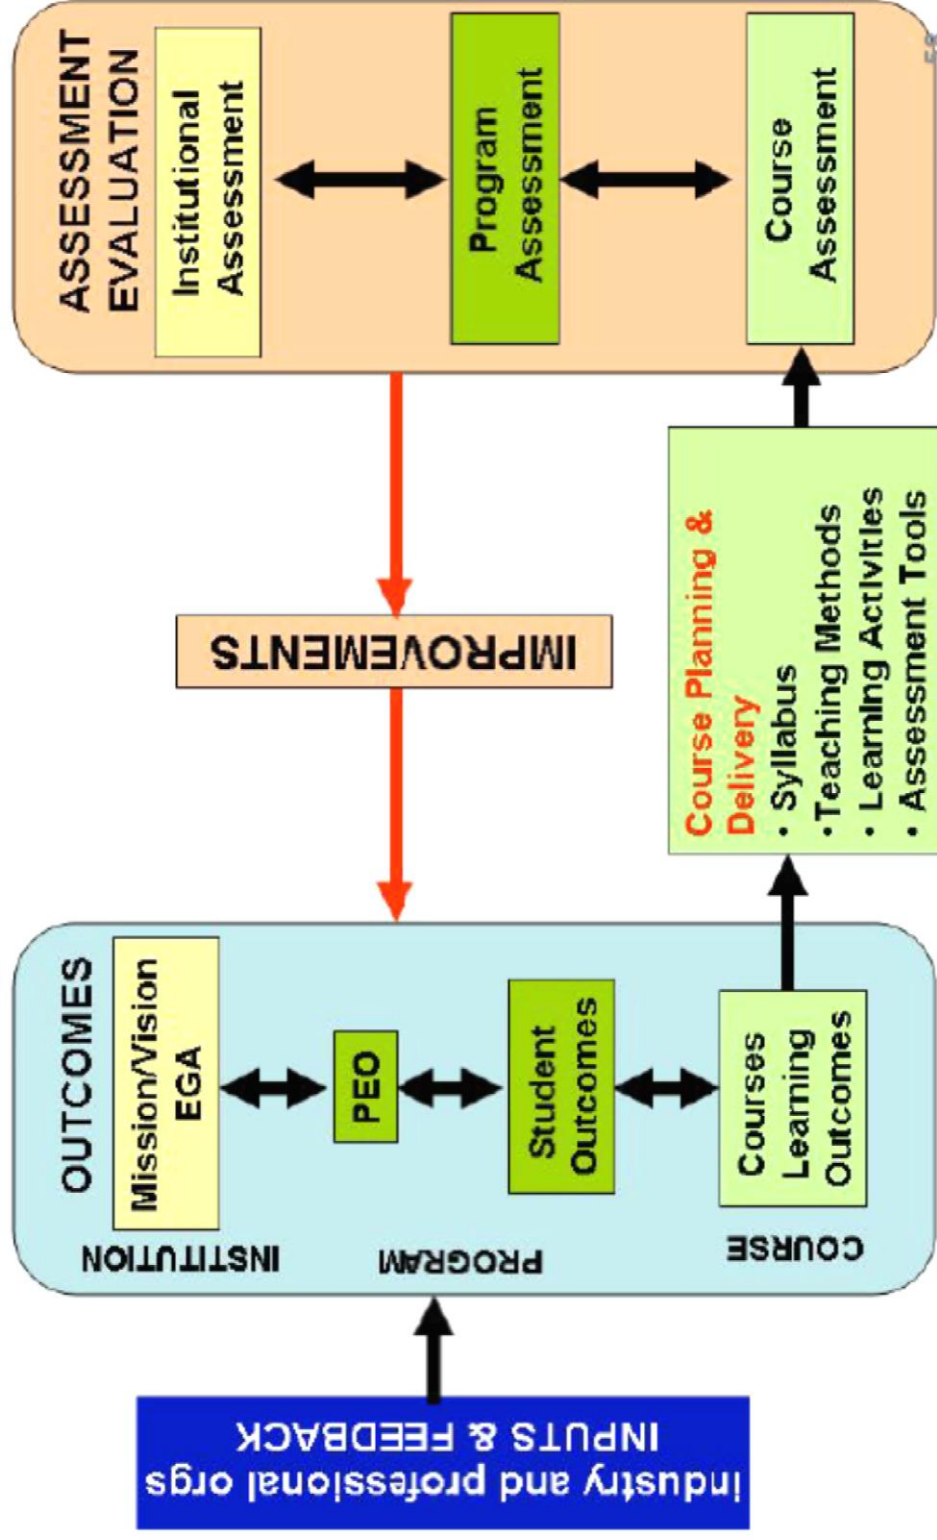 industry and professional orgs
INPUTS & FEEDBACK
OUTCOMES
INSTITUTION
Mission/Vision
EGA
PROGRAM
PEO
Student
Outcomes
COURSE
Courses
Learning
Outcomes
IMPROVEMENTS
Course Planning &
Delivery
• Syllabus
• Teaching Methods
• Learning Activities
• Assessment Tools
ASSESSMENT
EVALUATION
Institutional
Assessment
Program
Assessment
Course
Assessment